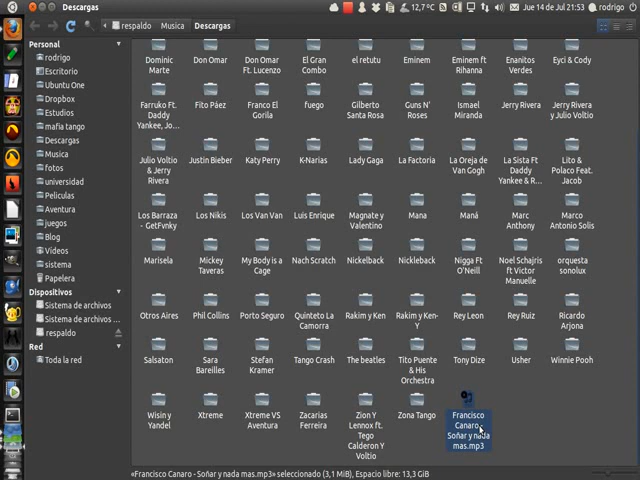 Descargas
12,7 °C
Jue 14 de Jul 21:53
rodrigo
respaldo
Musica
Descargas
Personal
rodrigo
Escritorio
Ubuntu One
Dropbox
Estudios
mafia tango
Descargas
Musica
fotos
universidad
Peliculas
Aventura
juegos
Blog
Vídeos
sistema
Papelera
Dispositivos
Sistema de archivos
Sistema de archivos ...
respaldo
Red
Toda la red
Dominic
Marte
Don Omar
Don Omar
Ft. Lucenzo
El Gran
Combo
el retutu
Eminem
Eminem ft
Rihanna
Enanitos
Verdes
Eyci & Cody
Farruko Ft.
Daddy
Yankee, Jo...
Fito Páez
Franco El
Gorila
fuego
Gilberto
Santa Rosa
Guns N'
Roses
Ismael
Miranda
Jerry Rivera
Jerry Rivera
y Julio Voltio
Julio Voltio
& Jerry
Rivera
Justin Bieber
Katy Perry
K-Narias
Lady Gaga
La Factoria
La Oreja de
Van Gogh
La Sista Ft
Daddy
Yankee & R...
Lito &
Polaco Feat.
Jacob
Los Barraza
- GetFvnky
Los Nikis
Los Van Van
Luis Enrique
Magnate y
Valentino
Mana
Maná
Marc
Anthony
Marco
Antonio Solis
Marisela
Mickey
Taveras
My Body is a
Cage
Nach Scratch
Nickelback
Nickleback
Nigga Ft
O'Neill
Noel Schajris
ft Victor
Manuelle
orquesta
sonolux
Otros Aires
Phil Collins
Porto Seguro
Quinteto La
Camorra
Rakim y Ken
Rakim y Ken-
Y
Rey Leon
Rey Ruiz
Ricardo
Arjona
Salsaton
Sara
Bareilles
Stefan
Kramer
Tango Crash
The beatles
Tito Puente
& His
Orchestra
Tony Dize
Usher
Winnie Pooh
Wisin y
Yandel
Xtreme
Xtreme VS
Aventura
Zacarias
Ferreira
Zion Y
Lennox ft.
Tego
Calderon Y
Voltio
Zona Tango
Francisco
Canaro -
Soñar y nada
mas.mp3
«Francisco Canaro - Soñar y nada mas.mp3» seleccionado (3,1 MiB), Espacio libre: 13,3 GiB